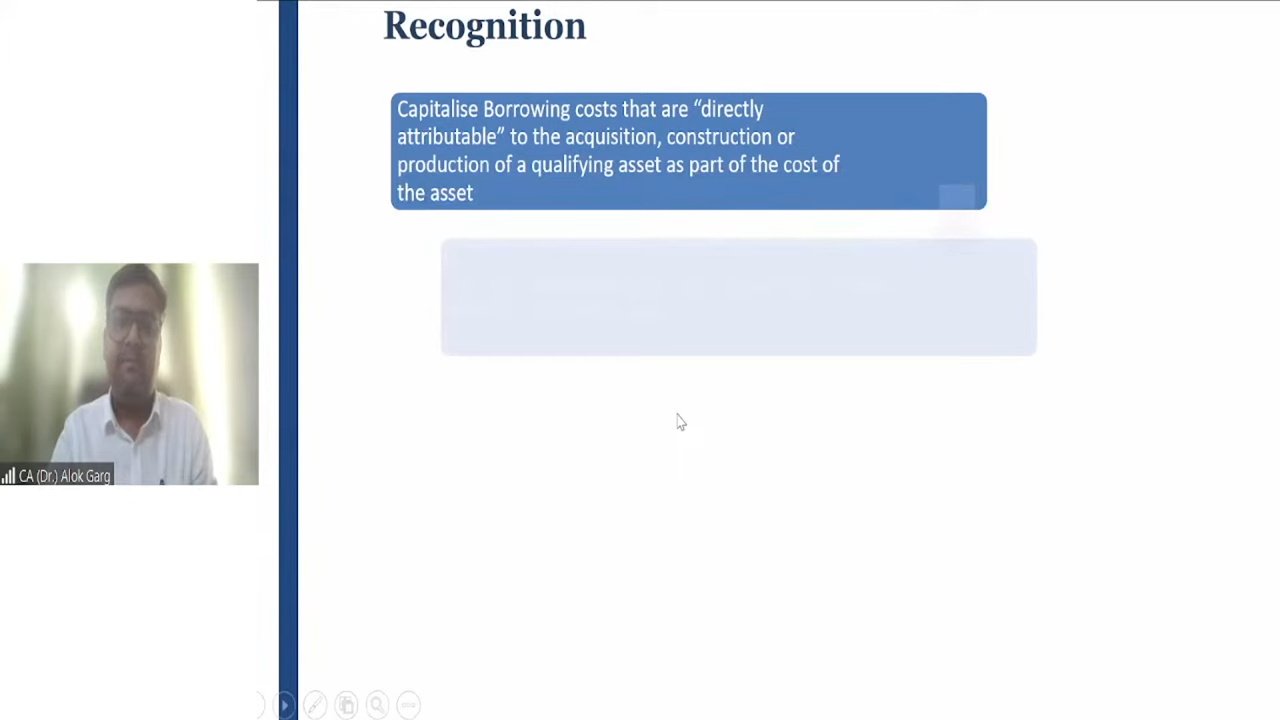 Recognition
Capitalise Borrowing costs that are “directly
attributable” to the acquisition, construction or
production of a qualifying asset as part of the cost of
the asset
CA (Dr.) Alok Garg